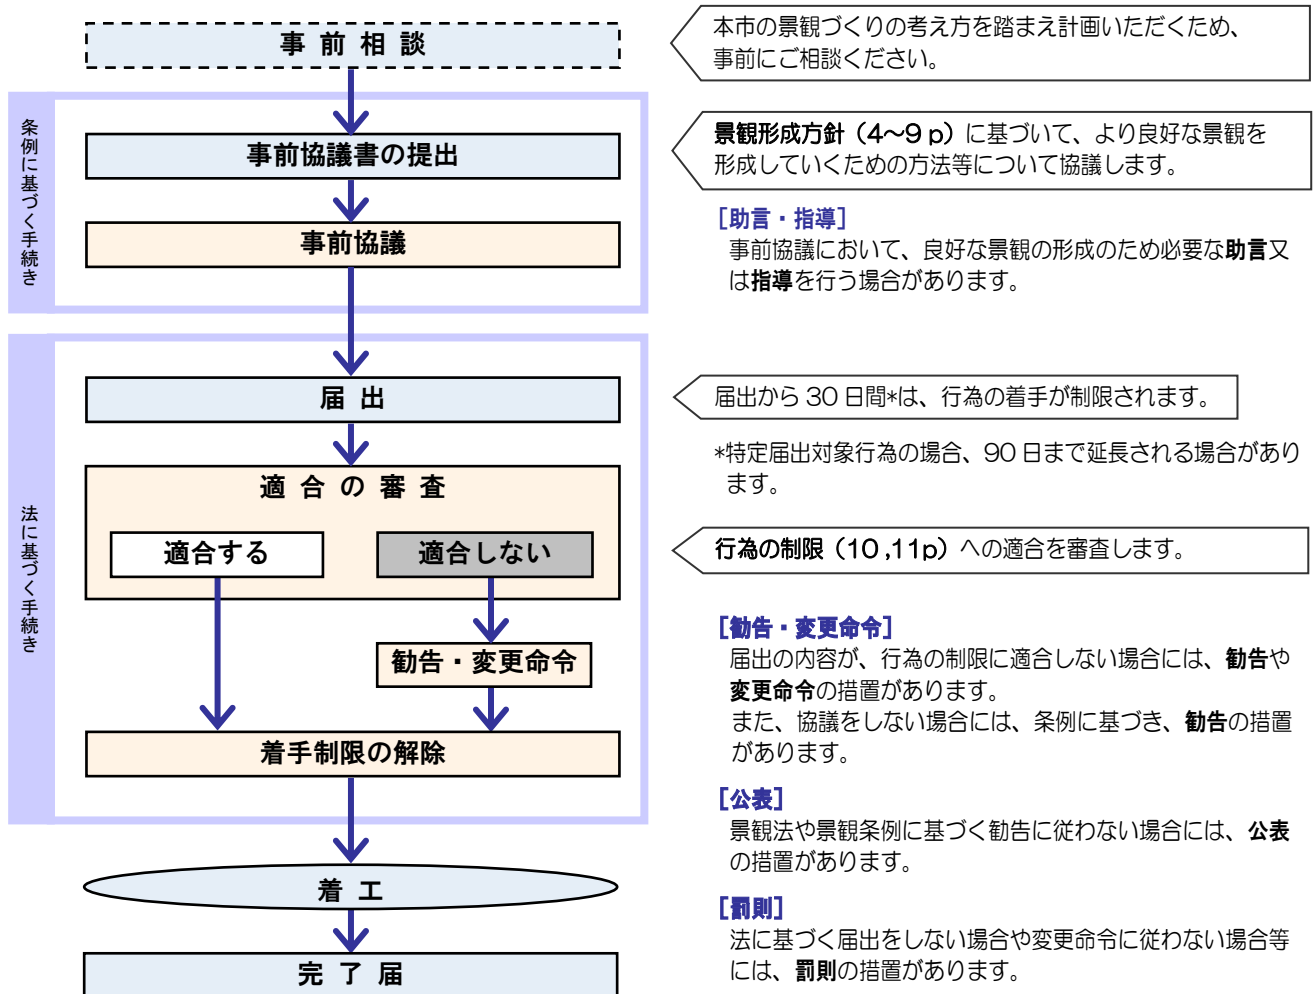 事前相談
本市の景観づくりの考え方を踏まえ計画いただくため、
事前にご相談ください。
条例に基づく手続き
事前協議書の提出
事前協議
景観形成方針（4〜9 p）に基づいて、より良好な景観を
形成していくための方法等について協議します。
［助言・指導］
事前協議において、良好な景観の形成のため必要な助言又
は指導を行う場合があります。
法に基づく手続き
届出
適合の審査
適合する
適合しない
勧告・変更命令
着手制限の解除
届出から 30 日間*は、行為の着手が制限されます。
*特定届出対象行為の場合、90 日まで延長される場合があり
ます。
行為の制限（10 ,11p）への適合を審査します。
［勧告・変更命令］
届出の内容が、行為の制限に適合しない場合には、勧告や
変更命令の措置があります。
また、協議をしない場合には、条例に基づき、勧告の措置
があります。
［公表］
景観法や景観条例に基づく勧告に従わない場合には、公表
の措置があります。
着工
完了届
［罰則］
法に基づく届出をしない場合や変更命令に従わない場合等
には、罰則の措置があります。